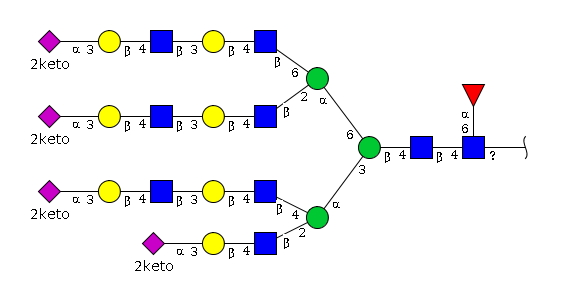 α 3 β 4 β 3 β 4 β 6
2keto
α 3 β 4 β 3 β 4 β 2 α 6
2keto
α 6
β 4 β 4 ?
α 3 β 4 β 3 β 4 β 4 α 3
2keto
α 3 β 4 β 2
2keto